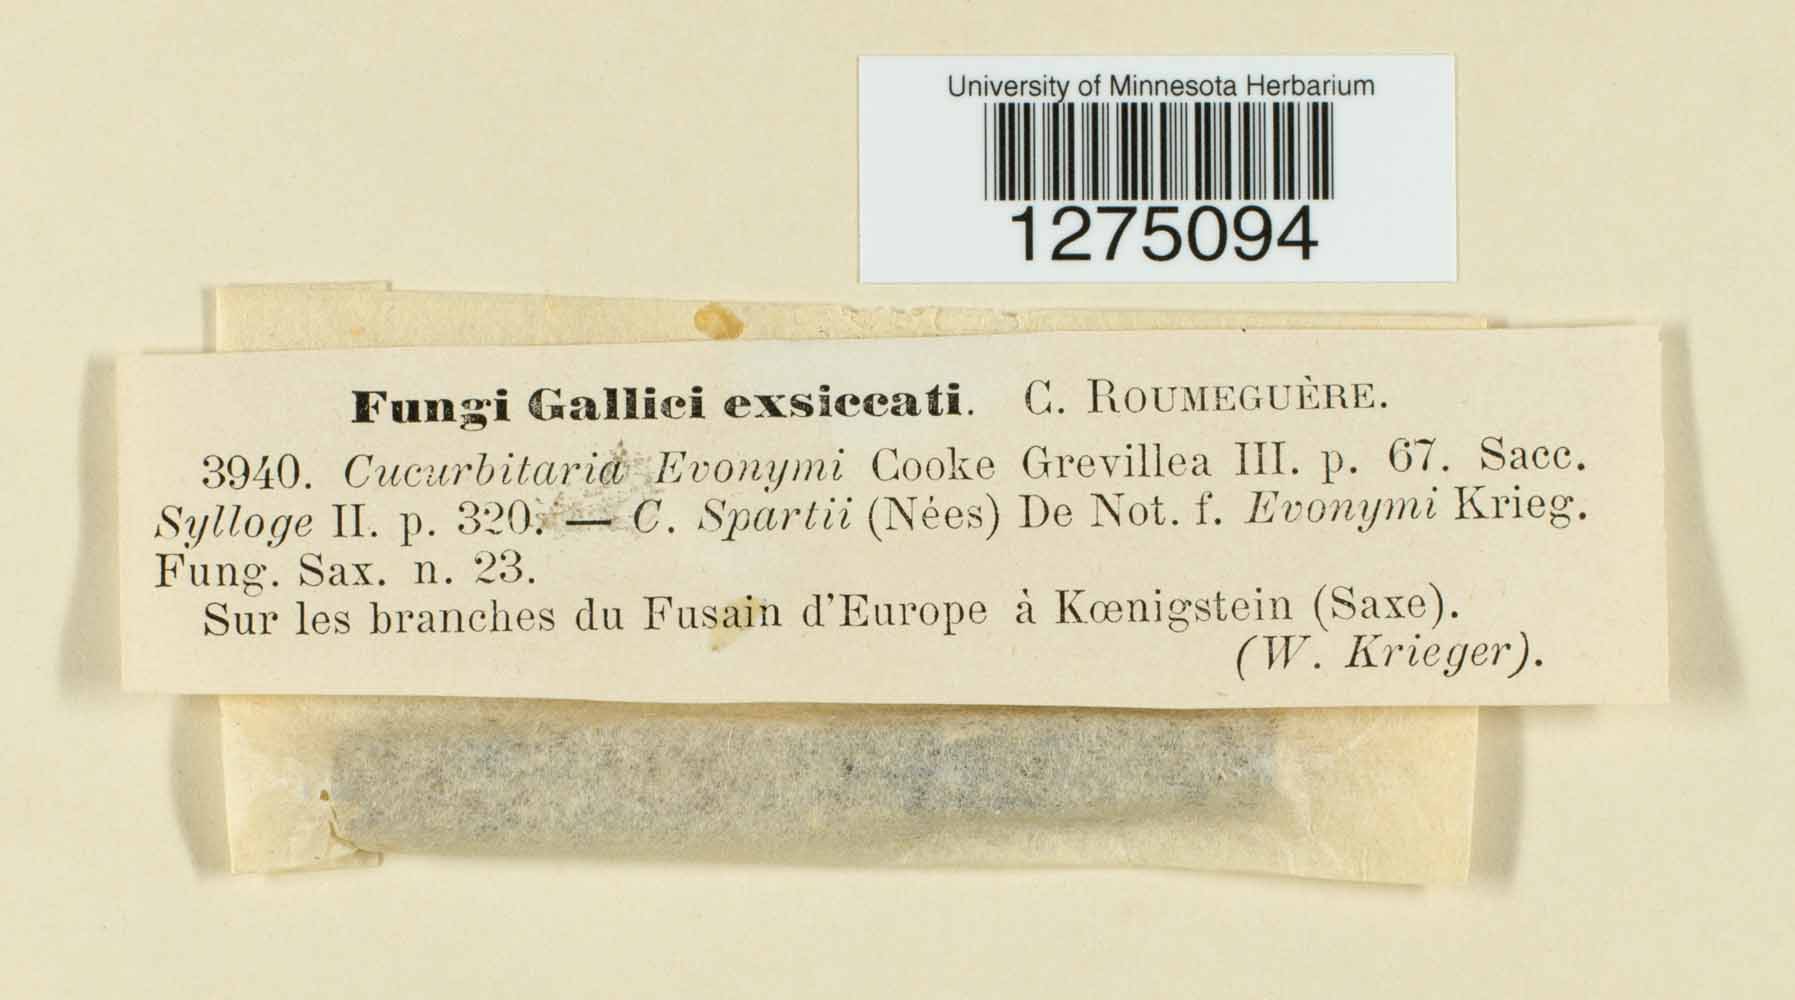 University of Minnesota Herbarium
1275094
Fungi Gallici exsiccati. C. ROUMEGUÈRE.
3940. Cucurbitaria Evonymi Cooke Grevillea III. p. 67. Sacc.
Sylloge II. p. 320. — C. Spartii (Nées) De Not. f. Evonymi Krieg.
Fung. Sax. n. 23.
Sur les branches du Fusain d'Europe à Kœnigstein (Saxe).
(W. Krieger).